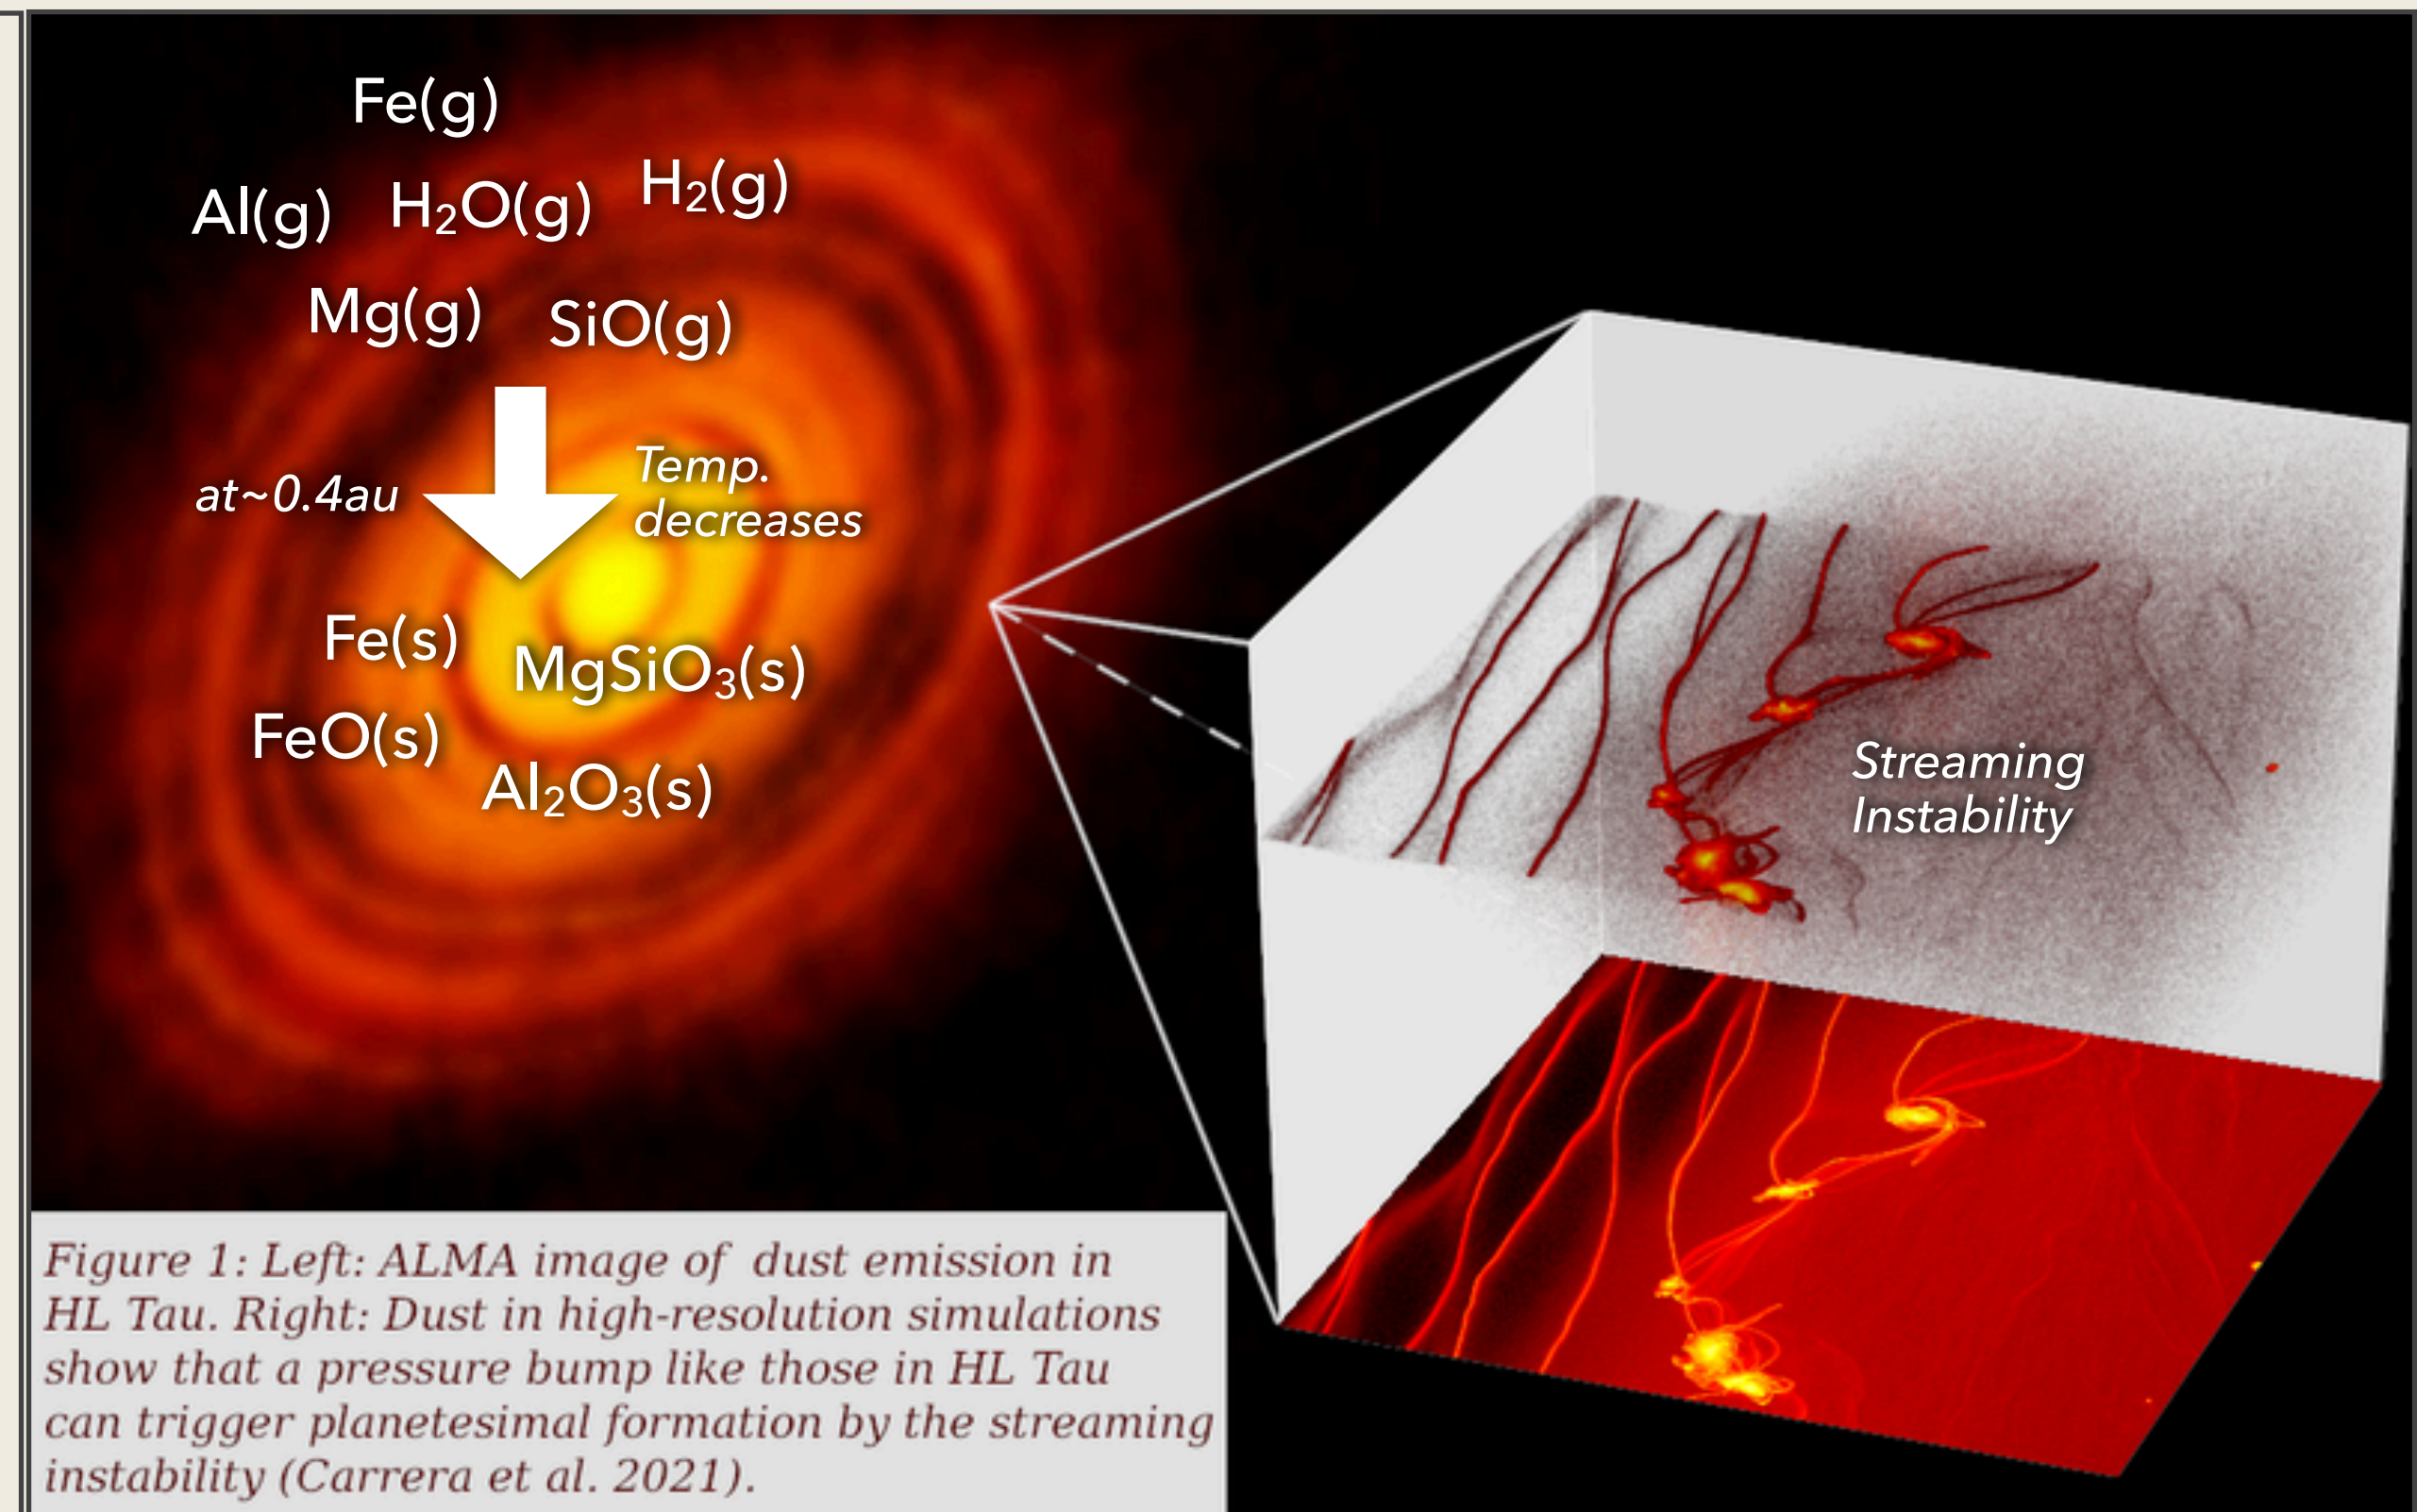 Fe(g)
Al(g) H₂O(g) H₂(g)
Mg(g) SiO(g)
at~0.4au
Temp.
decreases
Fe(s)
MgSiO₃(s)
FeO(s)
Al₂O₃(s)
Streaming
Instability
Figure 1: Left: ALMA image of dust emission in
HL Tau. Right: Dust in high-resolution simulations
show that a pressure bump like those in HL Tau
can trigger planetesimal formation by the streaming
instability (Carrera et al. 2021).